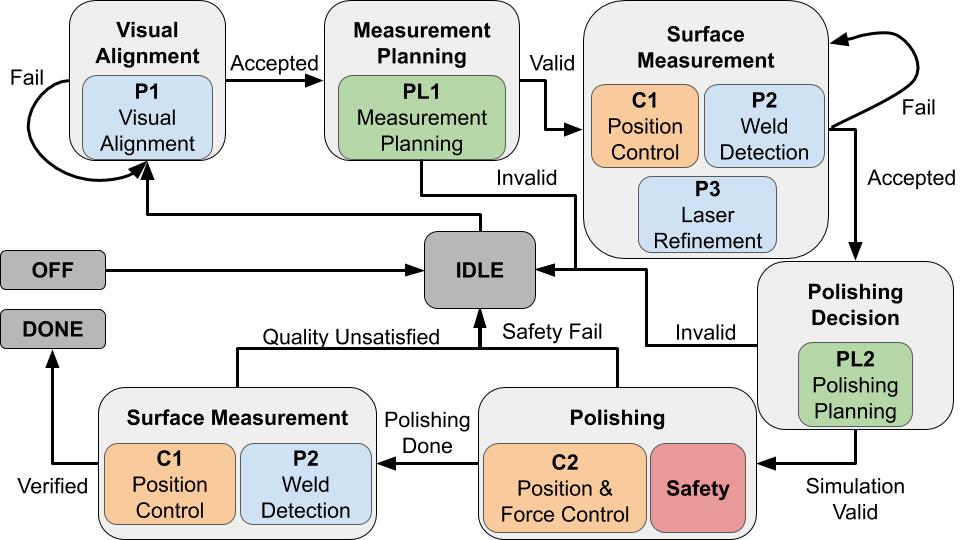 Visual
Alignment
P1
Visual
Alignment
Fail
Accepted
Measurement
Planning
PL1
Measurement
Planning
Valid
Invalid
Surface
Measurement
C1
Position
Control
P2
Weld
Detection
P3
Laser
Refinement
Fail
Accepted
OFF
IDLE
DONE
Polishing
Decision
PL2
Polishing
Planning
Invalid
Quality Unsatisfied
Safety Fail
Surface Measurement
C1
Position
Control
P2
Weld
Detection
Verified
Polishing
Done
Polishing
C2
Position &
Force Control
Safety
Simulation
Valid